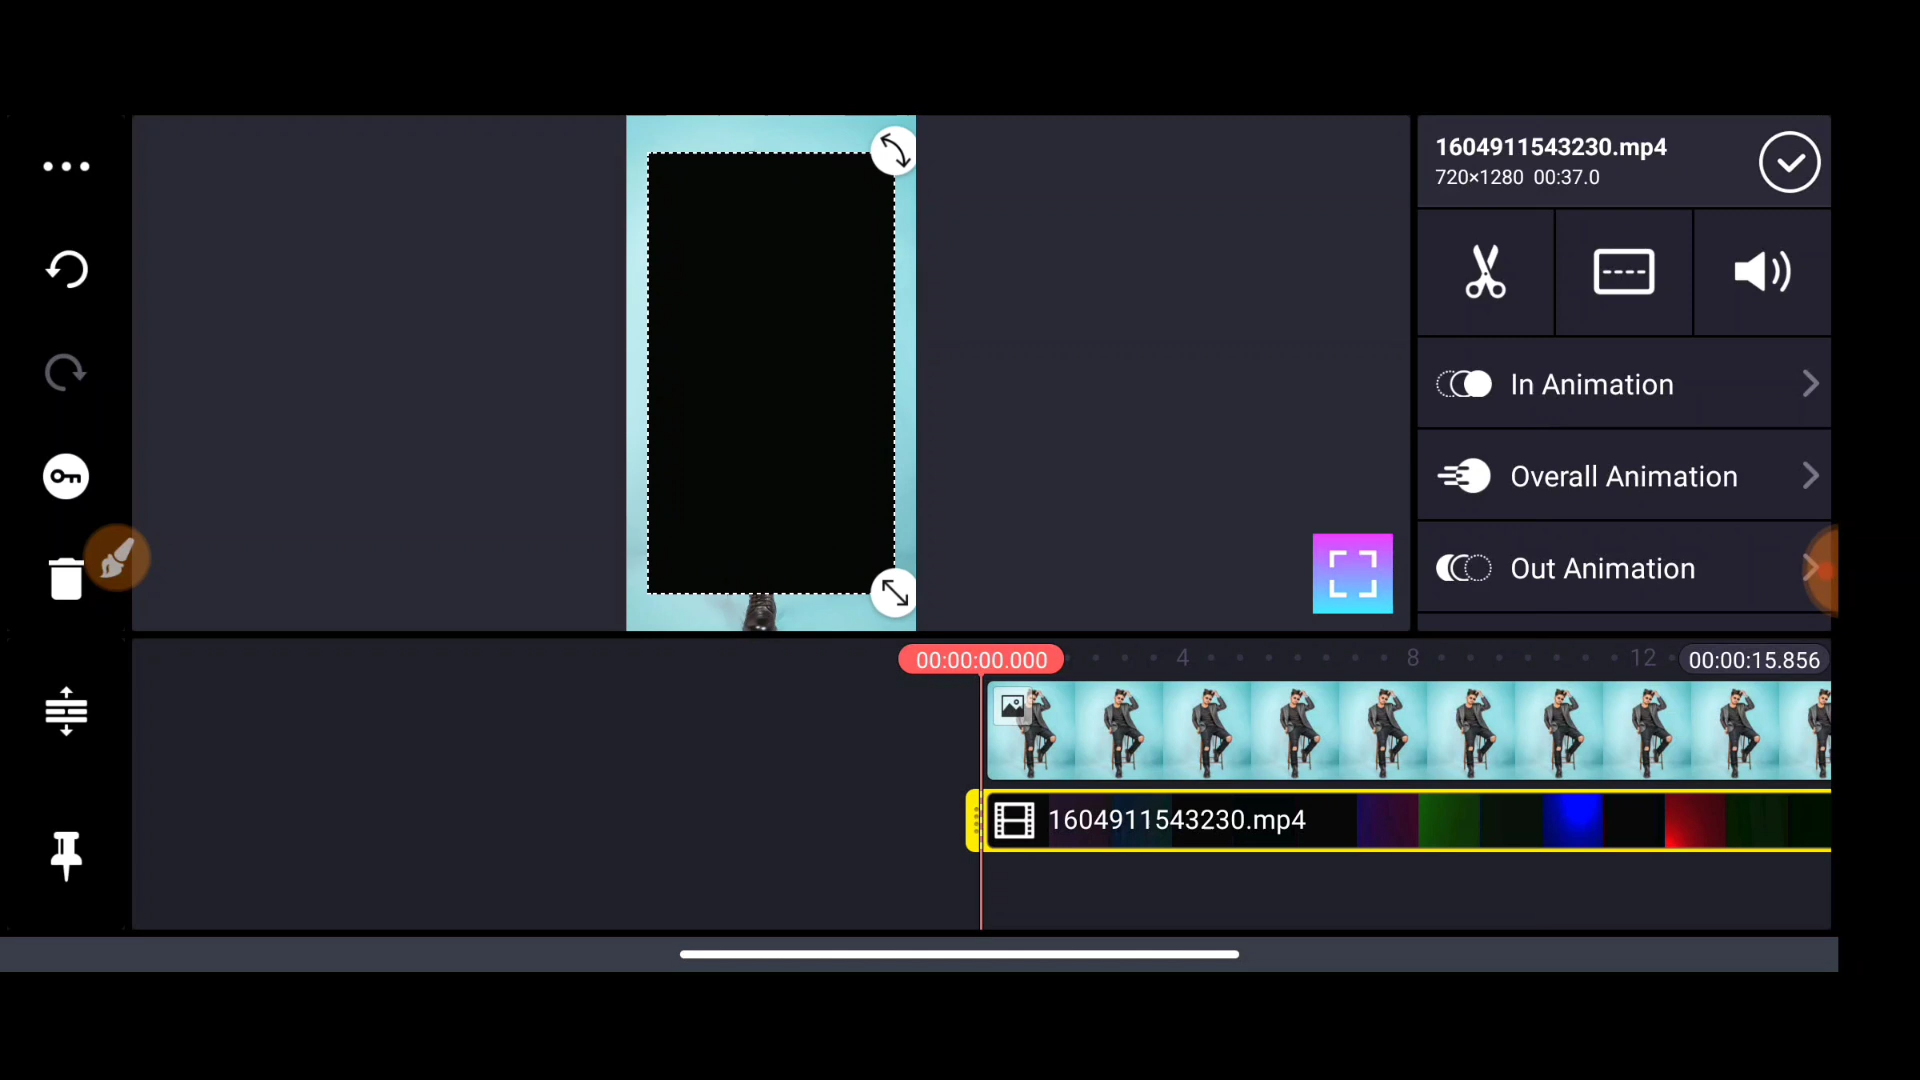 1604911543230.mp4
720×1280 00:37.0
In Animation
Overall Animation
Out Animation
00:00:00.000
4
8
12
00:00:15.856
1604911543230.mp4